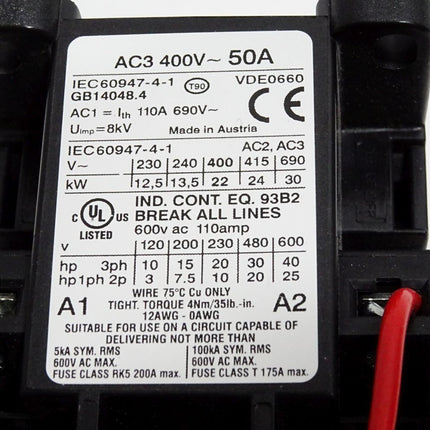 AC3 400V~ 50A
IEC60947-4-1 T90 VDE0660
GB14048.4 CE
AC1 = Ith 110A 690V~
Uimp=8kV Made in Austria
IEC60947-4-1 AC2, AC3
V~ 230 240 400 415 690
kW 12,5 13,5 22 24 30
IND. CONT. EQ. 93B2
c UL us BREAK ALL LINES
LISTED 600v ac 110amp
v 120 200 230 480 600
hp 3ph 10 15 20 30 40
hp1ph 2p 3 7.5 10 20 25
WIRE 75°C Cu ONLY
A1 TIGHT. TORQUE 4Nm/35lb.-in. A2
12AWG - 0AWG
SUITABLE FOR USE ON A CIRCUIT CAPABLE OF
DELIVERING NOT MORE THAN
5kA SYM. RMS 100kA SYM. RMS
600V AC MAX. 600V AC MAX.
FUSE CLASS RK5 200A max. FUSE CLASS T 175A max.